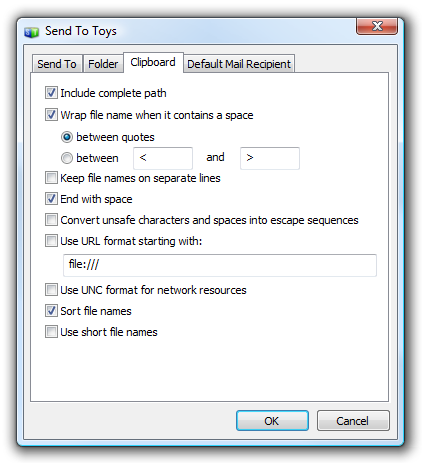 Send To Toys
Send To Folder Clipboard Default Mail Recipient
Include complete path
Wrap file name when it contains a space
between quotes
between < and >
Keep file names on separate lines
End with space
Convert unsafe characters and spaces into escape sequences
Use URL format starting with:
file:///
Use UNC format for network resources
Sort file names
Use short file names
OK Cancel